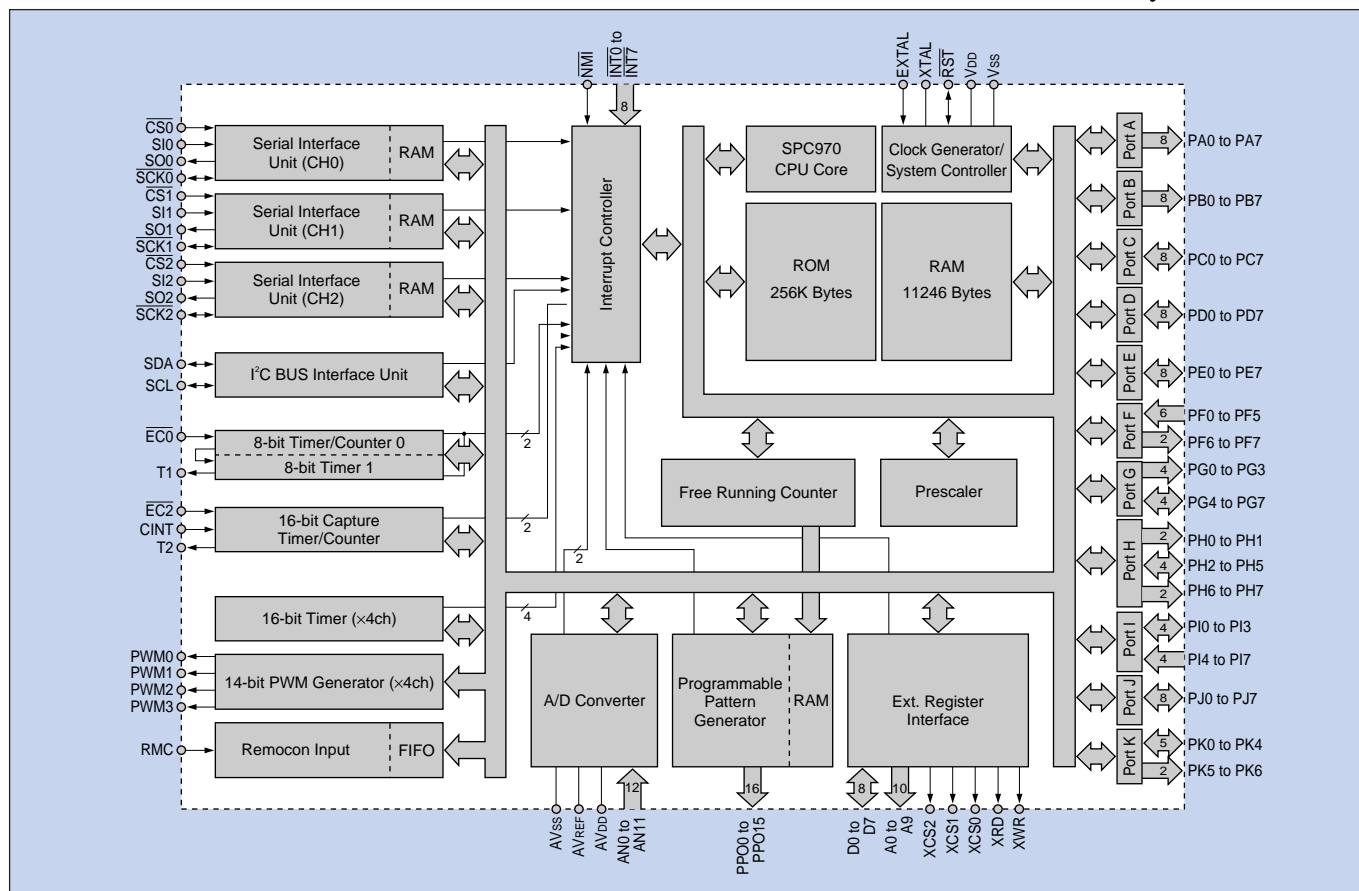 NMI
INT0 to
INT7
8
EXTAL
XTAL
RST
VDD
VSS
CS0
SI0
SO0
SCK0
Serial Interface
Unit (CH0)
RAM
CS1
SI1
SO1
SCK1
Serial Interface
Unit (CH1)
RAM
CS2
SI2
SO2
SCK2
Serial Interface
Unit (CH2)
RAM
SDA
SCL
I²C BUS Interface Unit
EC0
T1
8-bit Timer/Counter 0
8-bit Timer 1
2
EC2
CINT
T2
16-bit Capture
Timer/Counter
2
2
16-bit Timer (×4ch)
4
PWM0
PWM1
PWM2
PWM3
14-bit PWM Generator (×4ch)
RMC
Remocon Input
FIFO
Interrupt Controller
SPC970
CPU Core
Clock Generator/
System Controller
ROM
256K Bytes
RAM
11246 Bytes
Free Running Counter
Prescaler
A/D Converter
Programmable
Pattern
Generator
RAM
Ext. Register
Interface
Port A
8
PA0 to PA7
Port B
8
PB0 to PB7
Port C
8
PC0 to PC7
Port D
8
PD0 to PD7
Port E
8
PE0 to PE7
Port F
6
PF0 to PF5
2
PF6 to PF7
Port G
4
PG0 to PG3
4
PG4 to PG7
Port H
2
PH0 to PH1
4
PH2 to PH5
2
PH6 to PH7
Port I
4
PI0 to PI3
4
PI4 to PI7
Port J
8
PJ0 to PJ7
Port K
5
PK0 to PK4
2
PK5 to PK6
AVSS
AVREF
AVDD
12
AN0 to
AN11
16
PPO0 to
PPO15
8
D0 to
D7
10
A0 to
A9
XCS2
XCS1
XCS0
XRD
XWR